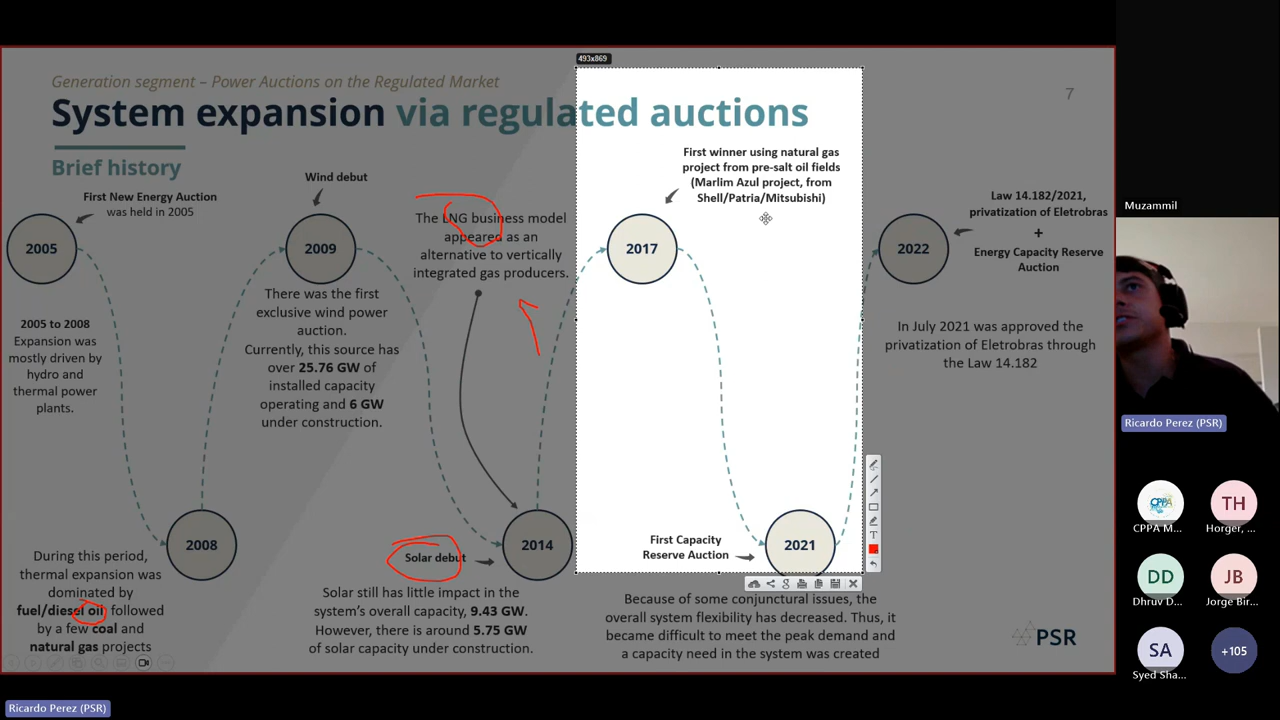 493x869
Generation segment – Power Auctions on the Regulated Market
7
System expansion via regulated auctions
Brief history
First New Energy Auction
was held in 2005
2005
2005 to 2008
Expansion was
mostly driven by
hydro and
thermal power
plants.
2008
During this period,
thermal expansion was
dominated by
fuel/diesel oil followed
by a few coal and
natural gas projects
Wind debut
2009
There was the first
exclusive wind power
auction.
Currently, this source has
over 25.76 GW of
installed capacity
operating and 6 GW
under construction.
The LNG business model
appeared as an
alternative to vertically
integrated gas producers.
Solar debut
2014
Solar still has little impact in the
system's overall capacity, 9.43 GW.
However, there is around 5.75 GW
of solar capacity under construction.
First winner using natural gas
project from pre-salt oil fields
(Marlim Azul project, from
Shell/Patria/Mitsubishi)
2017
First Capacity
Reserve Auction
2021
Because of some conjunctural issues, the
overall system flexibility has decreased. Thus, it
became difficult to meet the peak demand and
a capacity need in the system was created
Law 14.182/2021,
privatization of Eletrobras
+
Energy Capacity Reserve
Auction
2022
In July 2021 was approved the
privatization of Eletrobras through
the Law 14.182
PSR
T
Muzammil
Ricardo Perez (PSR)
CPPA
CPPA M...
TH
Horger, ...
DD
Dhruv D...
JB
Jorge Bir...
SA
Syed Sha...
+105
Ricardo Perez (PSR)